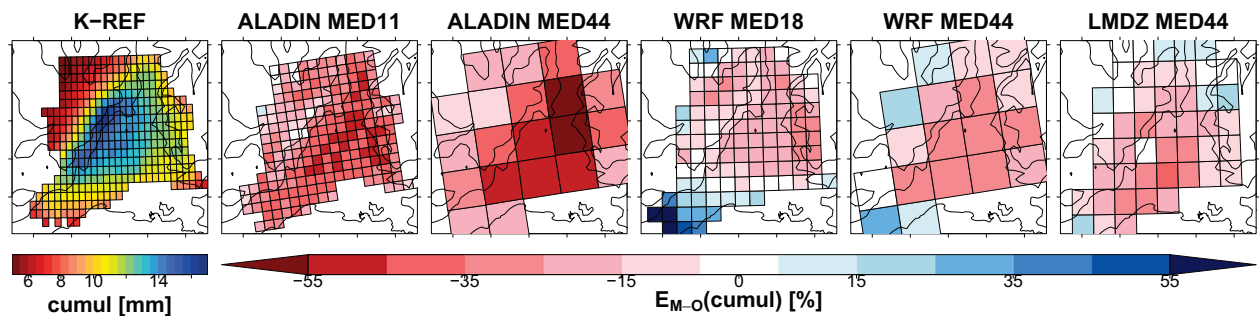 K−REF ALADIN MED11 ALADIN MED44 WRF MED18 WRF MED44 LMDZ MED44
6 8 10 14 −55 −35 −15 0 15 35 55
cumul [mm] E_M−O(cumul) [%]